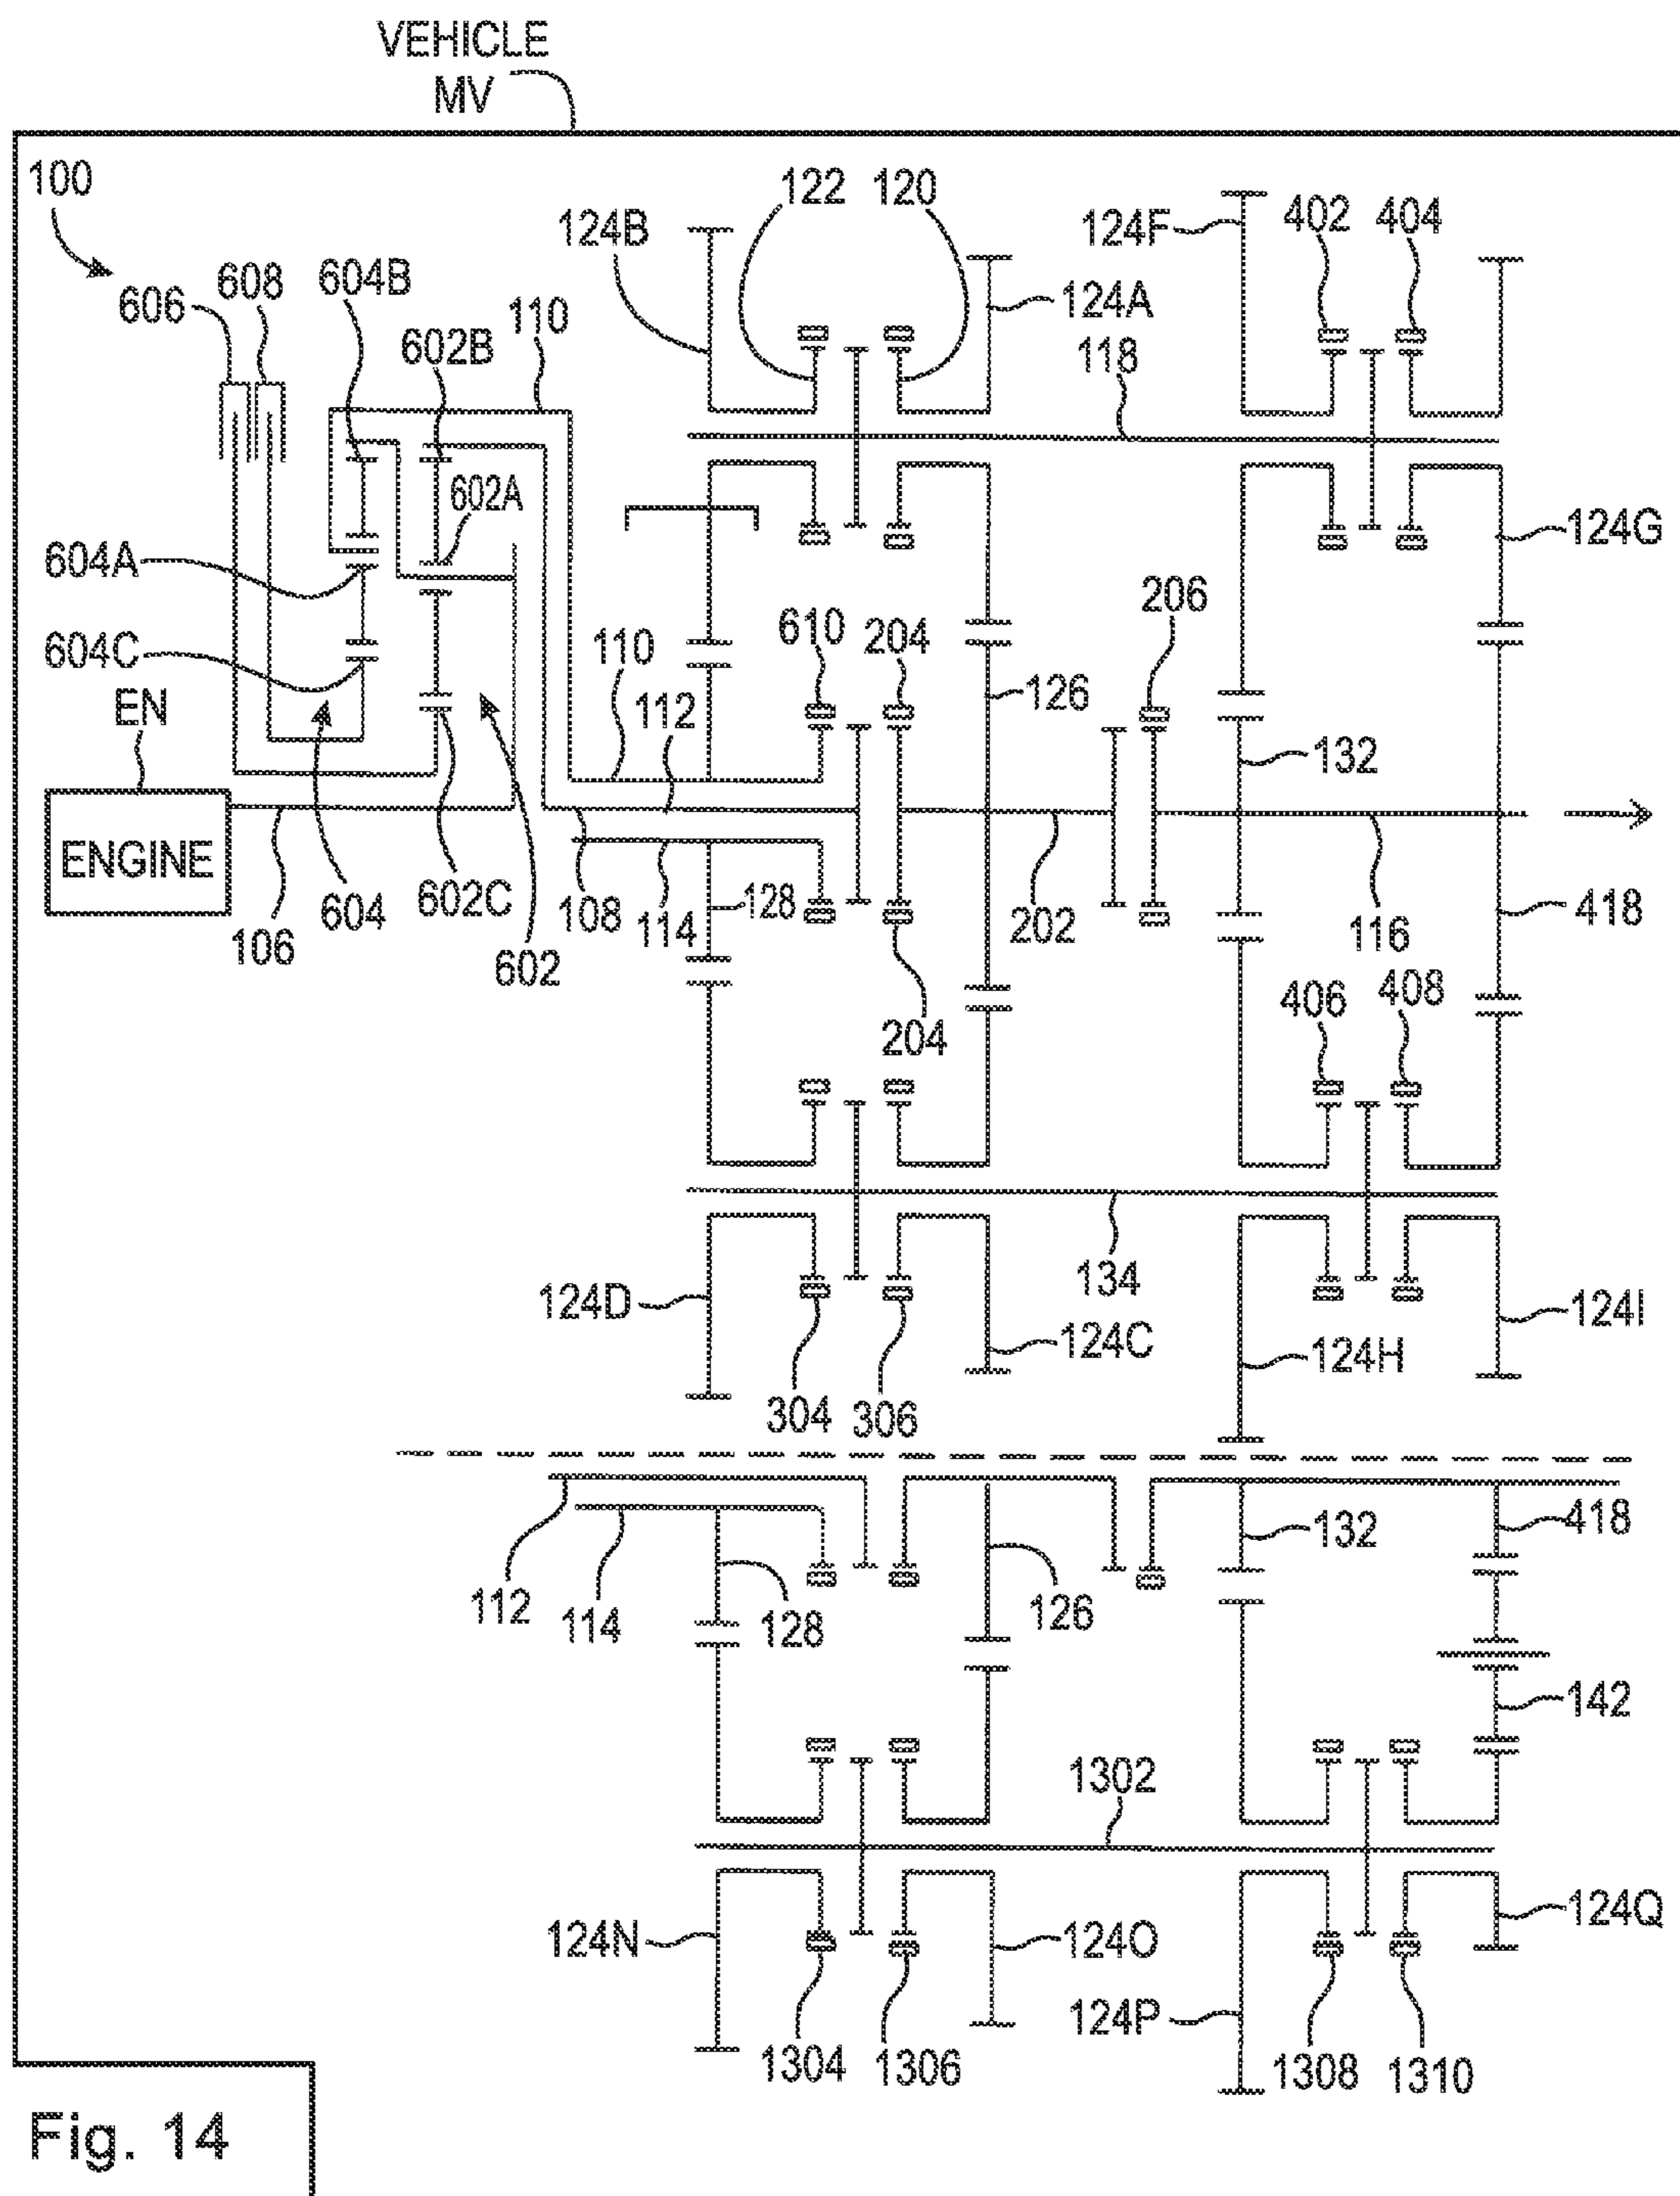 VEHICLE
MV
100
606
608
604B
602B
110
124B
122
120
124A
118
124F
402
404
602A
604A
604C
EN
ENGINE
106
604
602C
602
108
110
112
114
128
610
204
126
206
202
204
132
124G
116
418
406
408
124D
304
306
124C
134
124H
124I
112
114
128
126
132
418
142
1302
124N
1304
1306
124O
124P
1308
1310
124Q
Fig. 14